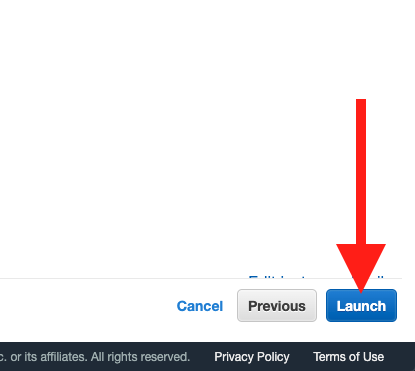 Cancel Previous Launch
or its affiliates. All rights reserved. Privacy Policy Terms of Use